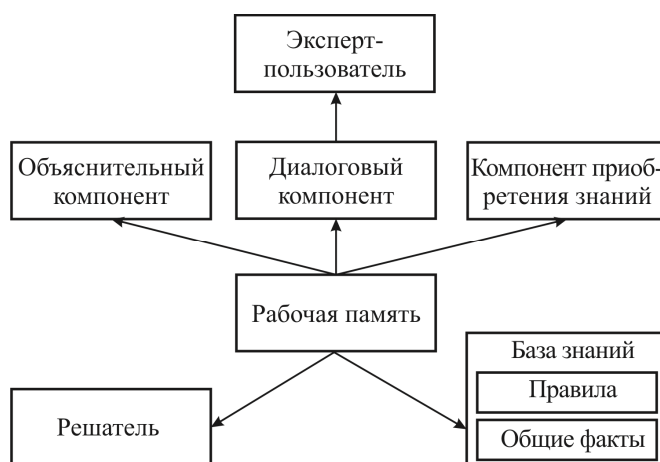 Эксперт-
пользователь
Объяснительный
компонент
Диалоговый
компонент
Компонент приоб-
ретения знаний
Рабочая память
База знаний
Правила
Общие факты
Решатель